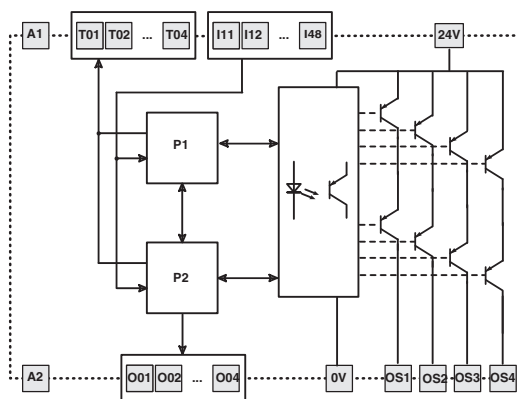 A1 T01 T02 ... T04 I11 I12 ... I48 24V
P1
P2
A2 O01 O02 ... O04 0V OS1 OS2 OS3 OS4